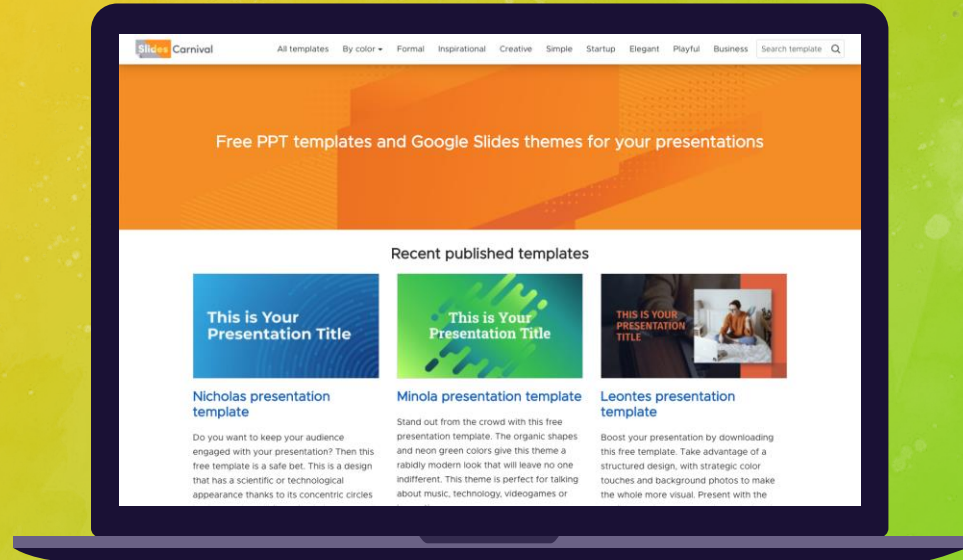 Slides Carnival
All templates By color Formal Inspirational Creative Simple Startup Elegant Playful Business Search template
Free PPT templates and Google Slides themes for your presentations
Recent published templates
This is Your
Presentation Title
Nicholas presentation
template
Do you want to keep your audience
engaged with your presentation? Then this
free template is a safe bet. This is a design
that has a scientific or technological
appearance thanks to its concentric circles
This is Your
Presentation Title
Minola presentation template
Stand out from the crowd with this free
presentation template. The organic shapes
and neon green colors give this theme a
rabidly modern look that will leave no one
indifferent. This theme is perfect for talking
about music, technology, videogames or
THIS IS YOUR
PRESENTATION
TITLE
Leontes presentation
template
Boost your presentation by downloading
this free template. Take advantage of a
structured design, with strategic color
touches and background photos to make
the whole more visual. Present with the